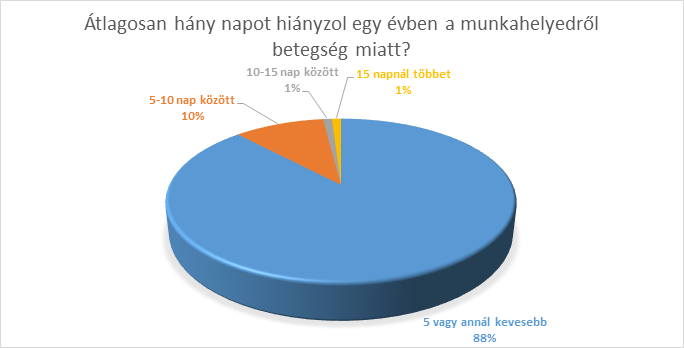 Átlagosan hány napot hiányzol egy évben a munkahelyedről
betegség miatt?
10-15 nap között
1%
15 napnál többet
1%
5-10 nap között
10%
5 vagy annál kevesebb
88%